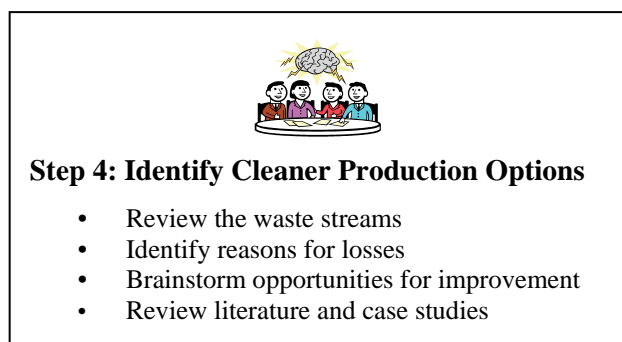 Step 4: Identify Cleaner Production Options
• Review the waste streams
• Identify reasons for losses
• Brainstorm opportunities for improvement
• Review literature and case studies